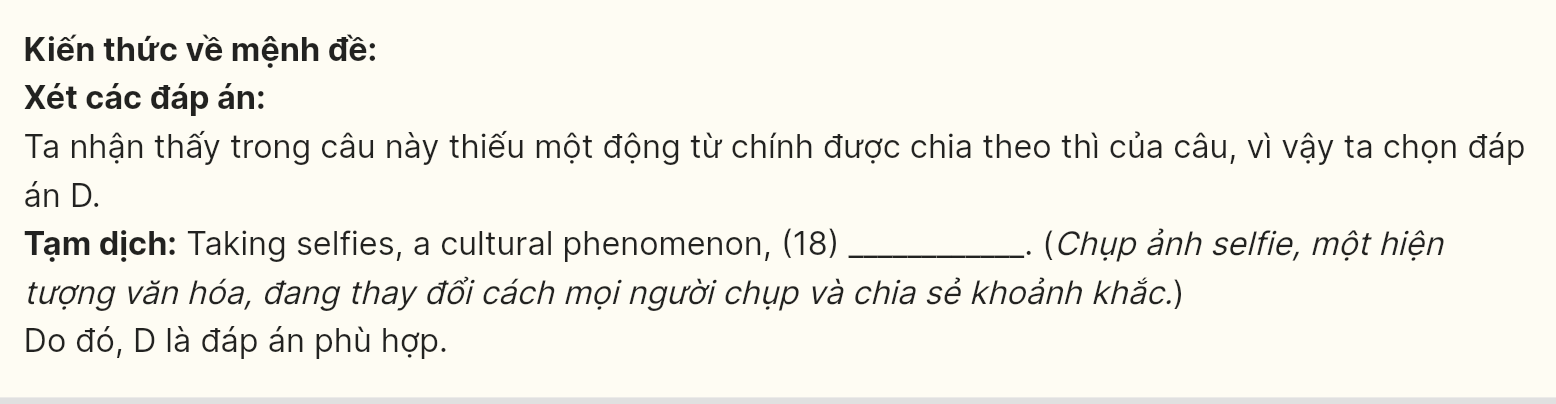 Kiến thức về mệnh đề:
Xét các đáp án:
Ta nhận thấy trong câu này thiếu một động từ chính được chia theo thì của câu, vì vậy ta chọn đáp
án D.
Tạm dịch: Taking selfies, a cultural phenomenon, (18) ____________. (Chụp ảnh selfie, một hiện
tượng văn hóa, đang thay đổi cách mọi người chụp và chia sẻ khoảnh khắc.)
Do đó, D là đáp án phù hợp.